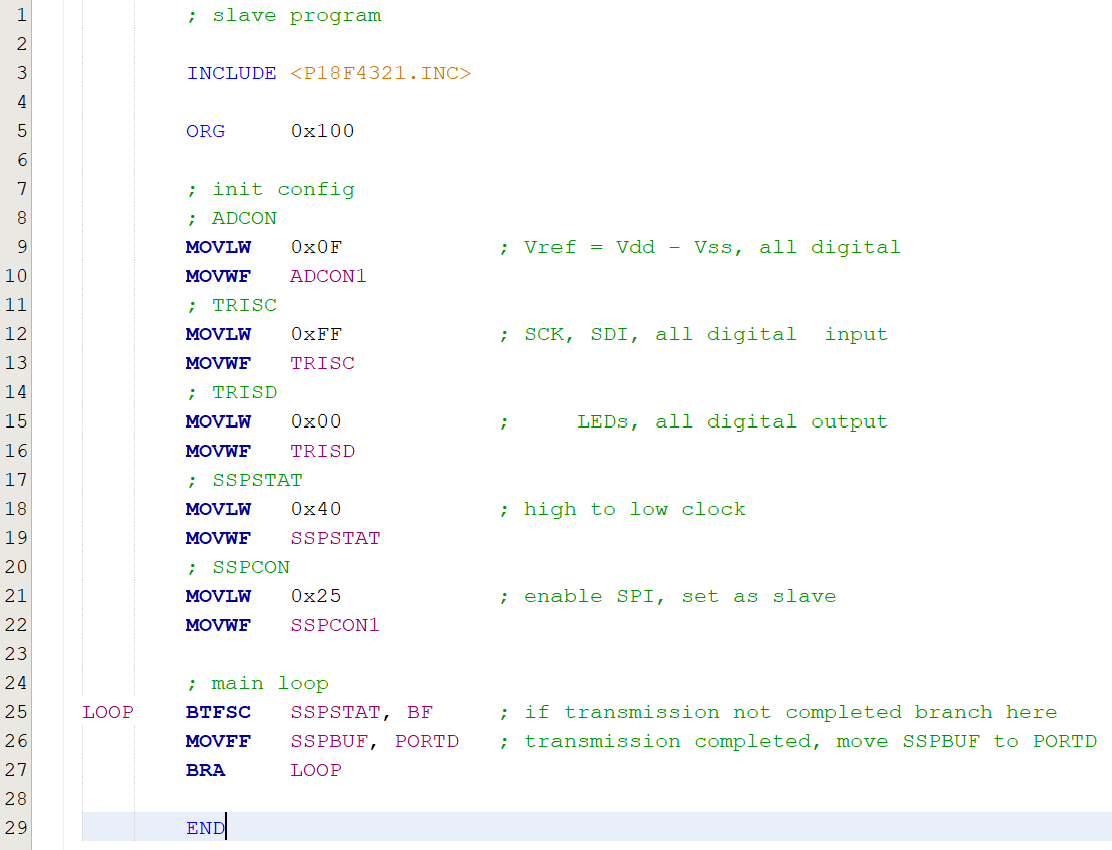 1 ; slave program
2
3 INCLUDE <P18F4321.INC>
4
5 ORG 0x100
6
7 ; init config
8 ; ADCON
9 MOVLW 0x0F ; Vref = Vdd - Vss, all digital
10 MOVWF ADCON1
11 ; TRISC
12 MOVLW 0xFF ; SCK, SDI, all digital input
13 MOVWF TRISC
14 ; TRISD
15 MOVLW 0x00 ; LEDs, all digital output
16 MOVWF TRISD
17 ; SSPSTAT
18 MOVLW 0x40 ; high to low clock
19 MOVWF SSPSTAT
20 ; SSPCON
21 MOVLW 0x25 ; enable SPI, set as slave
22 MOVWF SSPCON1
23
24 ; main loop
25 LOOP BTFSC SSPSTAT, BF ; if transmission not completed branch here
26 MOVFF SSPBUF, PORTD ; transmission completed, move SSPBUF to PORTD
27 BRA LOOP
28
29 END